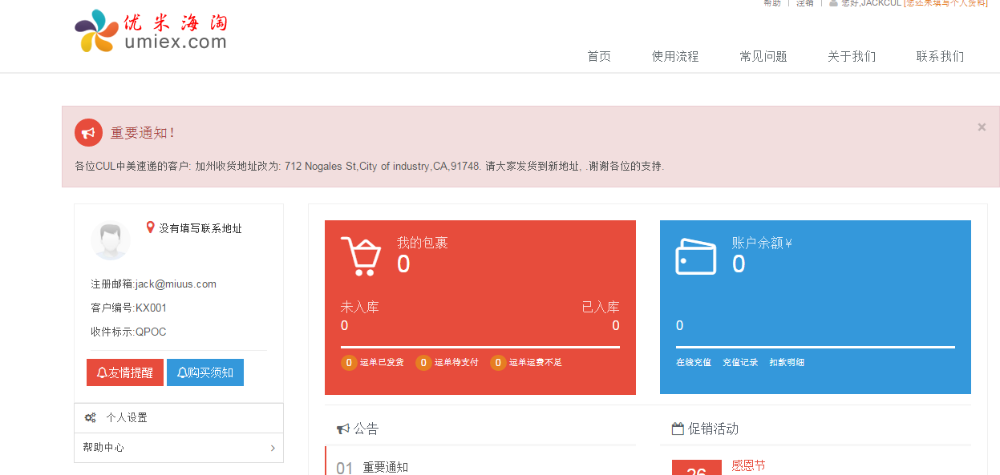 帮助 | 注销 | 您好,JACKCUL [您还未填写个人资料]
优米海淘
umiex.com
首页 使用流程 常见问题 关于我们 联系我们
重要通知!
×
各位CUL中美速递的客户: 加州收货地址改为: 712 Nogales St,City of industry,CA,91748. 请大家发货到新地址, .谢谢各位的支持.
没有填写联系地址
注册邮箱:jack@miuus.com
客户编号:KX001
收件标示:QPOC
友情提醒 购买须知
个人设置
帮助中心
我的包裹
0
未入库 已入库
0 0
0 运单已发货 0 运单待支付 0 运单运费不足
账户余额¥
0
0
在线充值 充值记录 扣款明细
公告
01 重要通知
促销活动
26 感恩节